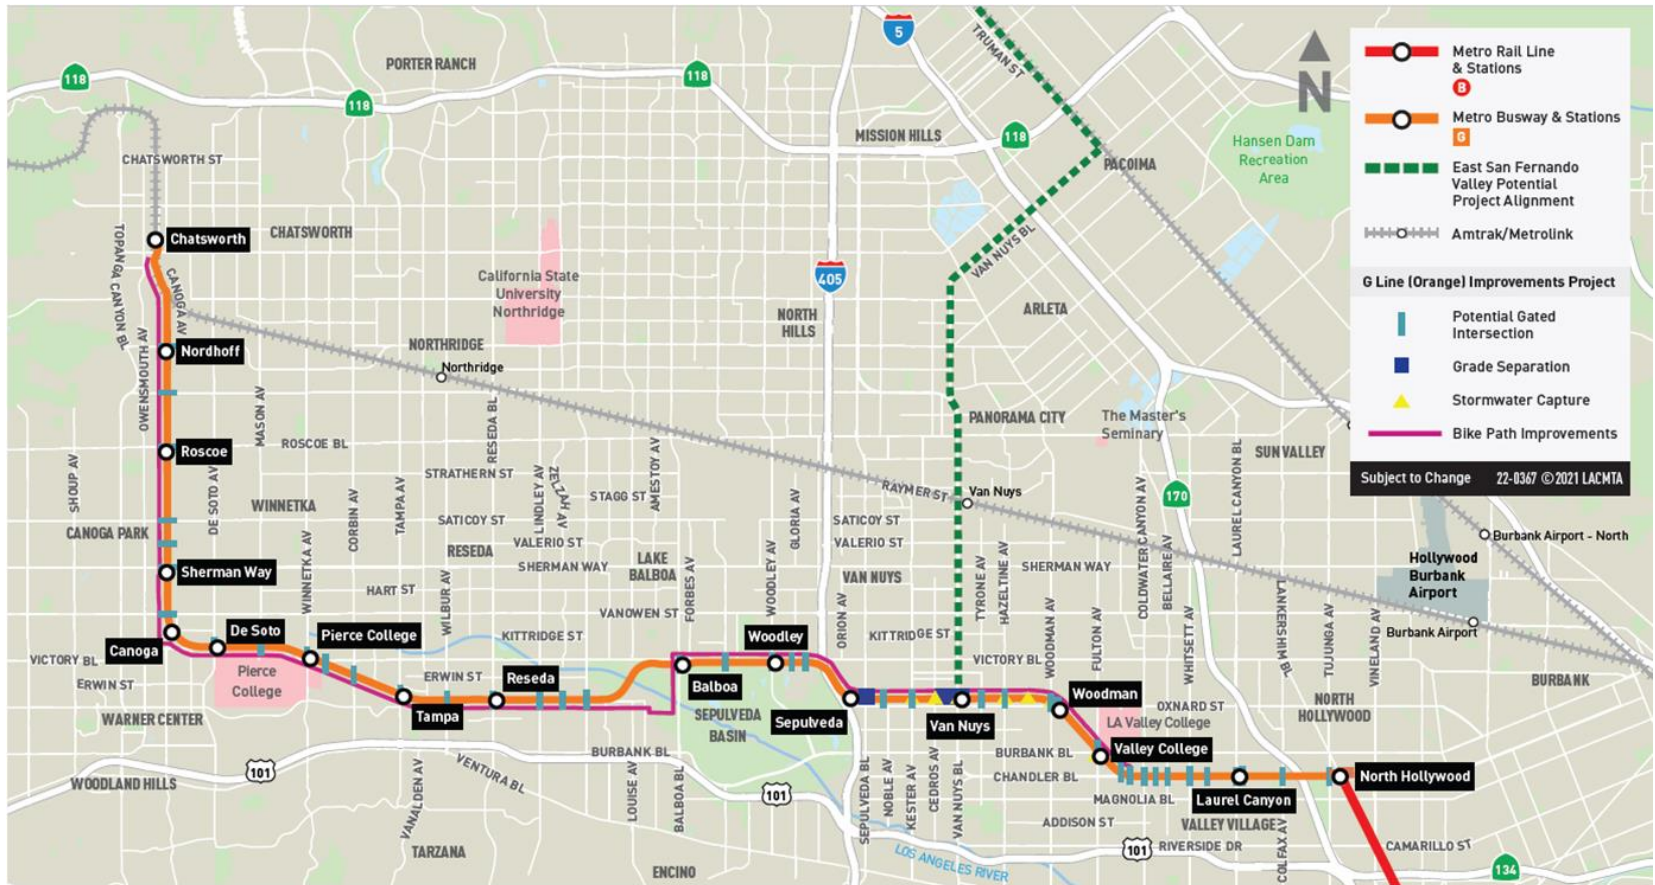 5
TRUMAN ST
118
PORTER RANCH
118
118
118
MISSION HILLS
Hansen Dam
Recreation
Area
PACOIMA
CHATSWORTH ST
N
Metro Rail Line
& Stations
B
Metro Busway & Stations
G
East San Fernando
Valley Potential
Project Alignment
Amtrak/Metrolink
G Line (Orange) Improvements Project
Potential Gated
Intersection
Grade Separation
Stormwater Capture
Bike Path Improvements
Subject to Change
22-0367 ©2021 LACMTA
Chatsworth
CHATSWORTH
TOPANGA CANYON BL
CANOGA AV
California State
University
Northridge
405
VAN NUYS BL
NORTH
HILLS
ARLETA
OWENSMOUTH AV
Nordhoff
NORTHRIDGE
Northridge
MASON AV
RESEDA BL
PANORAMA CITY
The Master's
Seminary
SUN VALLEY
ROSCOE BL
Roscoe
SHOUP AV
DE SOTO AV
STRATHERN ST
LINDLEY AV
ZELZAH AV
AMESTOY AV
STAGG ST
RAYMER ST
Van Nuys
170
LAUREL CANYON BL
COLDWATER CANYON AV
WINNETKA
CORBIN AV
TAMPA AV
GLORIA AV
CANOGA PARK
SATICOY ST
VALERIO ST
SATICOY ST
VALERIO ST
RESEDA
SHERMAN WAY
LAKE
BALBOA
VAN NUYS
SHERMAN WAY
BELLAIRE AV
Burbank Airport - North
Hollywood
Burbank
Airport
Burbank Airport
Sherman Way
WINNETKA AV
HART ST
WILBUR AV
FORBES AV
WOODLEY AV
VANOWEN ST
ORION AV
TYRONE AV
HAZELTINE AV
WOODMAN AV
FULTON AV
WHITSETT AV
LANKERSHIM BL
TUJUNGA AV
VINELAND AV
KITTRIDGE ST
KITTRIDGE ST
De Soto
Pierce College
Woodley
Canoga
VICTORY BL
VICTORY BL
ERWIN ST
ERWIN ST
Pierce
College
Reseda
Balboa
Woodman
BURBANK
WARNER CENTER
Tampa
SEPULVEDA
BASIN
Sepulveda
Van Nuys
OXNARD ST
LA Valley College
NORTH
HOLLYWOOD
BURBANK BL
BURBANK BL
Valley College
CHANDLER BL
North Hollywood
WOODLAND HILLS
101
VENTURA BL
VANALDEN AV
LOUISE AV
BALBOA BL
101
SEPULVEDA BL
NOBLE AV
KESTER AV
CEDROS AV
VAN NUYS BL
Laurel Canyon
MAGNOLIA BL
ADDISON ST
VALLEY VILLAGE
COLFAX AV
TARZANA
ENCINO
LOS ANGELES RIVER
101
RIVERSIDE DR
CAMARILLO ST
134